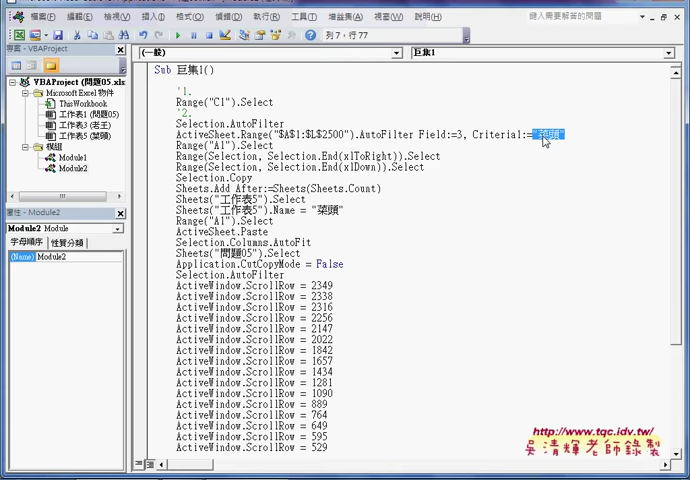 檔案(F) 編輯(E) 檢視(V) 插入(I) 格式(O) 偵錯(D) 執行(R) 工具(T) 增益集(A) 視窗(W) 說明(H) 鍵入需要解答的問題
列 7, 行 77
專案 - VBAProject
VBAProject (問題05.xls
Microsoft Excel 物件
ThisWorkbook
工作表1 (問題05)
工作表3 (老王)
工作表5 (菜頭)
模組
Module1
Module2
屬性 - Module2
Module2 Module
字母順序 性質分類
(Name) Module2
(一般) 巨集1
Sub 巨集1()
'1.
Range("C1").Select
'2.
Selection.AutoFilter
ActiveSheet.Range("$A$1:$L$2500").AutoFilter Field:=3, Criteria1:="菜頭"
Range("A1").Select
Range(Selection, Selection.End(xlToRight)).Select
Range(Selection, Selection.End(xlDown)).Select
Selection.Copy
Sheets.Add After:=Sheets(Sheets.Count)
Sheets("工作表5").Select
Sheets("工作表5").Name = "菜頭"
Range("A1").Select
ActiveSheet.Paste
Selection.Columns.AutoFit
Sheets("問題05").Select
Application.CutCopyMode = False
Selection.AutoFilter
ActiveWindow.ScrollRow = 2349
ActiveWindow.ScrollRow = 2338
ActiveWindow.ScrollRow = 2316
ActiveWindow.ScrollRow = 2256
ActiveWindow.ScrollRow = 2147
ActiveWindow.ScrollRow = 2022
ActiveWindow.ScrollRow = 1842
ActiveWindow.ScrollRow = 1657
ActiveWindow.ScrollRow = 1434
ActiveWindow.ScrollRow = 1281
ActiveWindow.ScrollRow = 1090
ActiveWindow.ScrollRow = 889
ActiveWindow.ScrollRow = 764
ActiveWindow.ScrollRow = 649
ActiveWindow.ScrollRow = 595
ActiveWindow.ScrollRow = 529
http://www.tqc.idv.tw/
吳清輝老師錄製